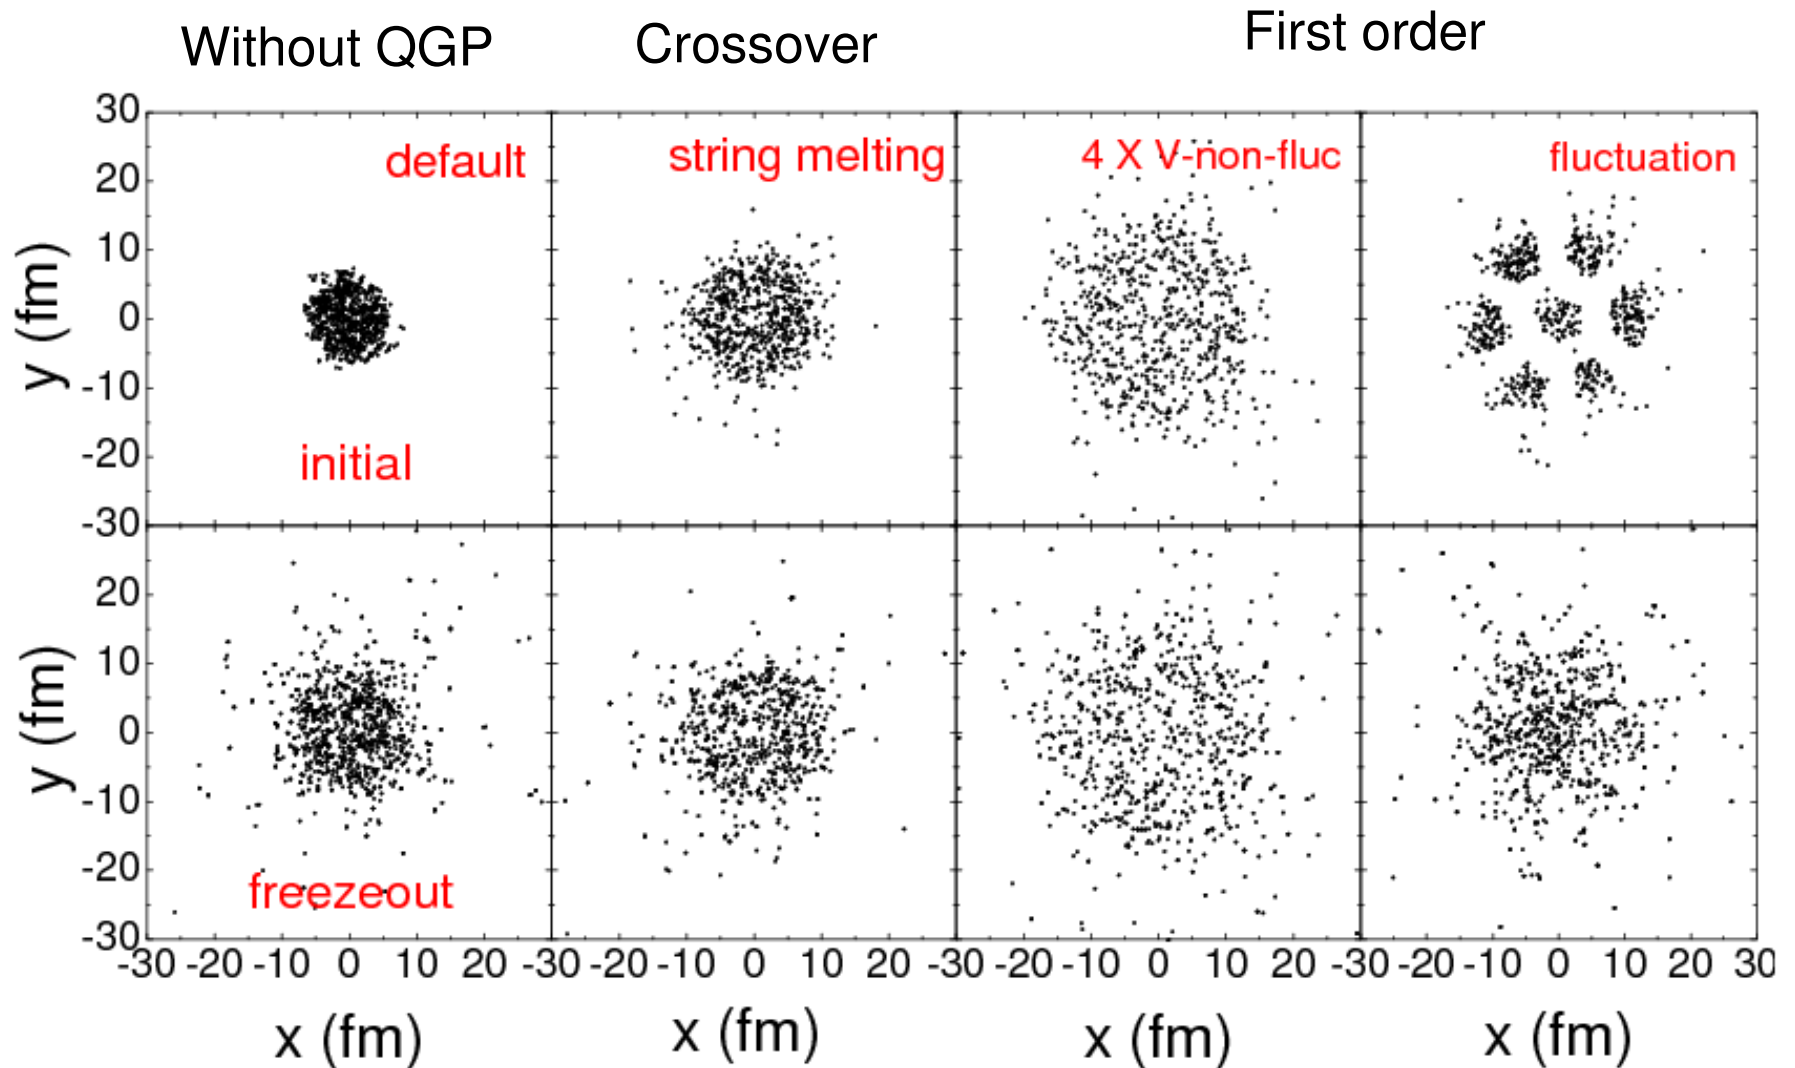 Without QGP Crossover First order
default string melting 4 X V-non-fluc fluctuation
initial
freezeout
30
20
10
0
-10
-20
-30
20
10
0
-10
-20
-30
y (fm)
y (fm)
-30 -20 -10 0 10 20 -30 -20 -10 0 10 20 -30 -20 -10 0 10 20 -30 -20 -10 0 10 20 30
x (fm) x (fm) x (fm) x (fm)